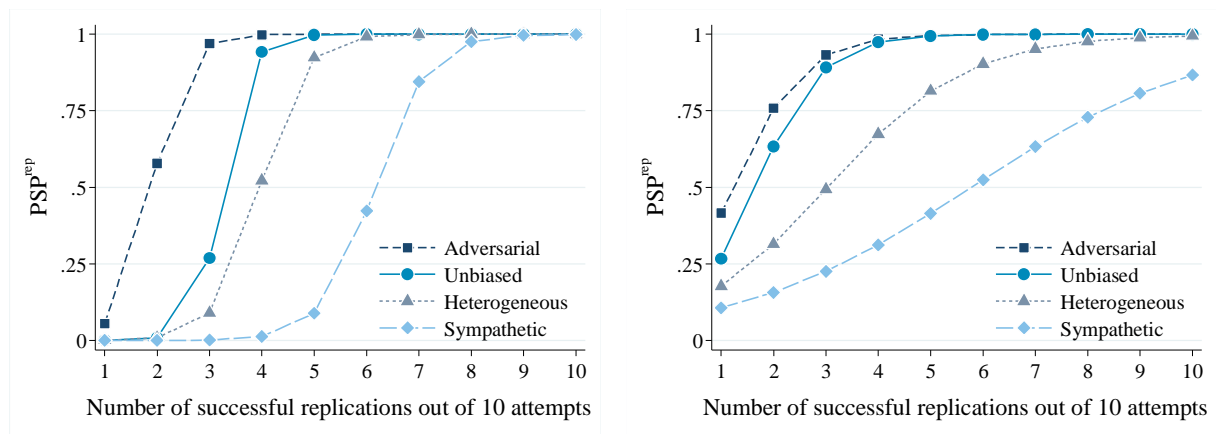 1
.75
.5
.25
0
PSP^rep
Adversarial
Unbiased
Heterogeneous
Sympathetic
1 2 3 4 5 6 7 8 9 10
Number of successful replications out of 10 attempts
1
.75
.5
.25
0
PSP^rep
Adversarial
Unbiased
Heterogeneous
Sympathetic
1 2 3 4 5 6 7 8 9 10
Number of successful replications out of 10 attempts